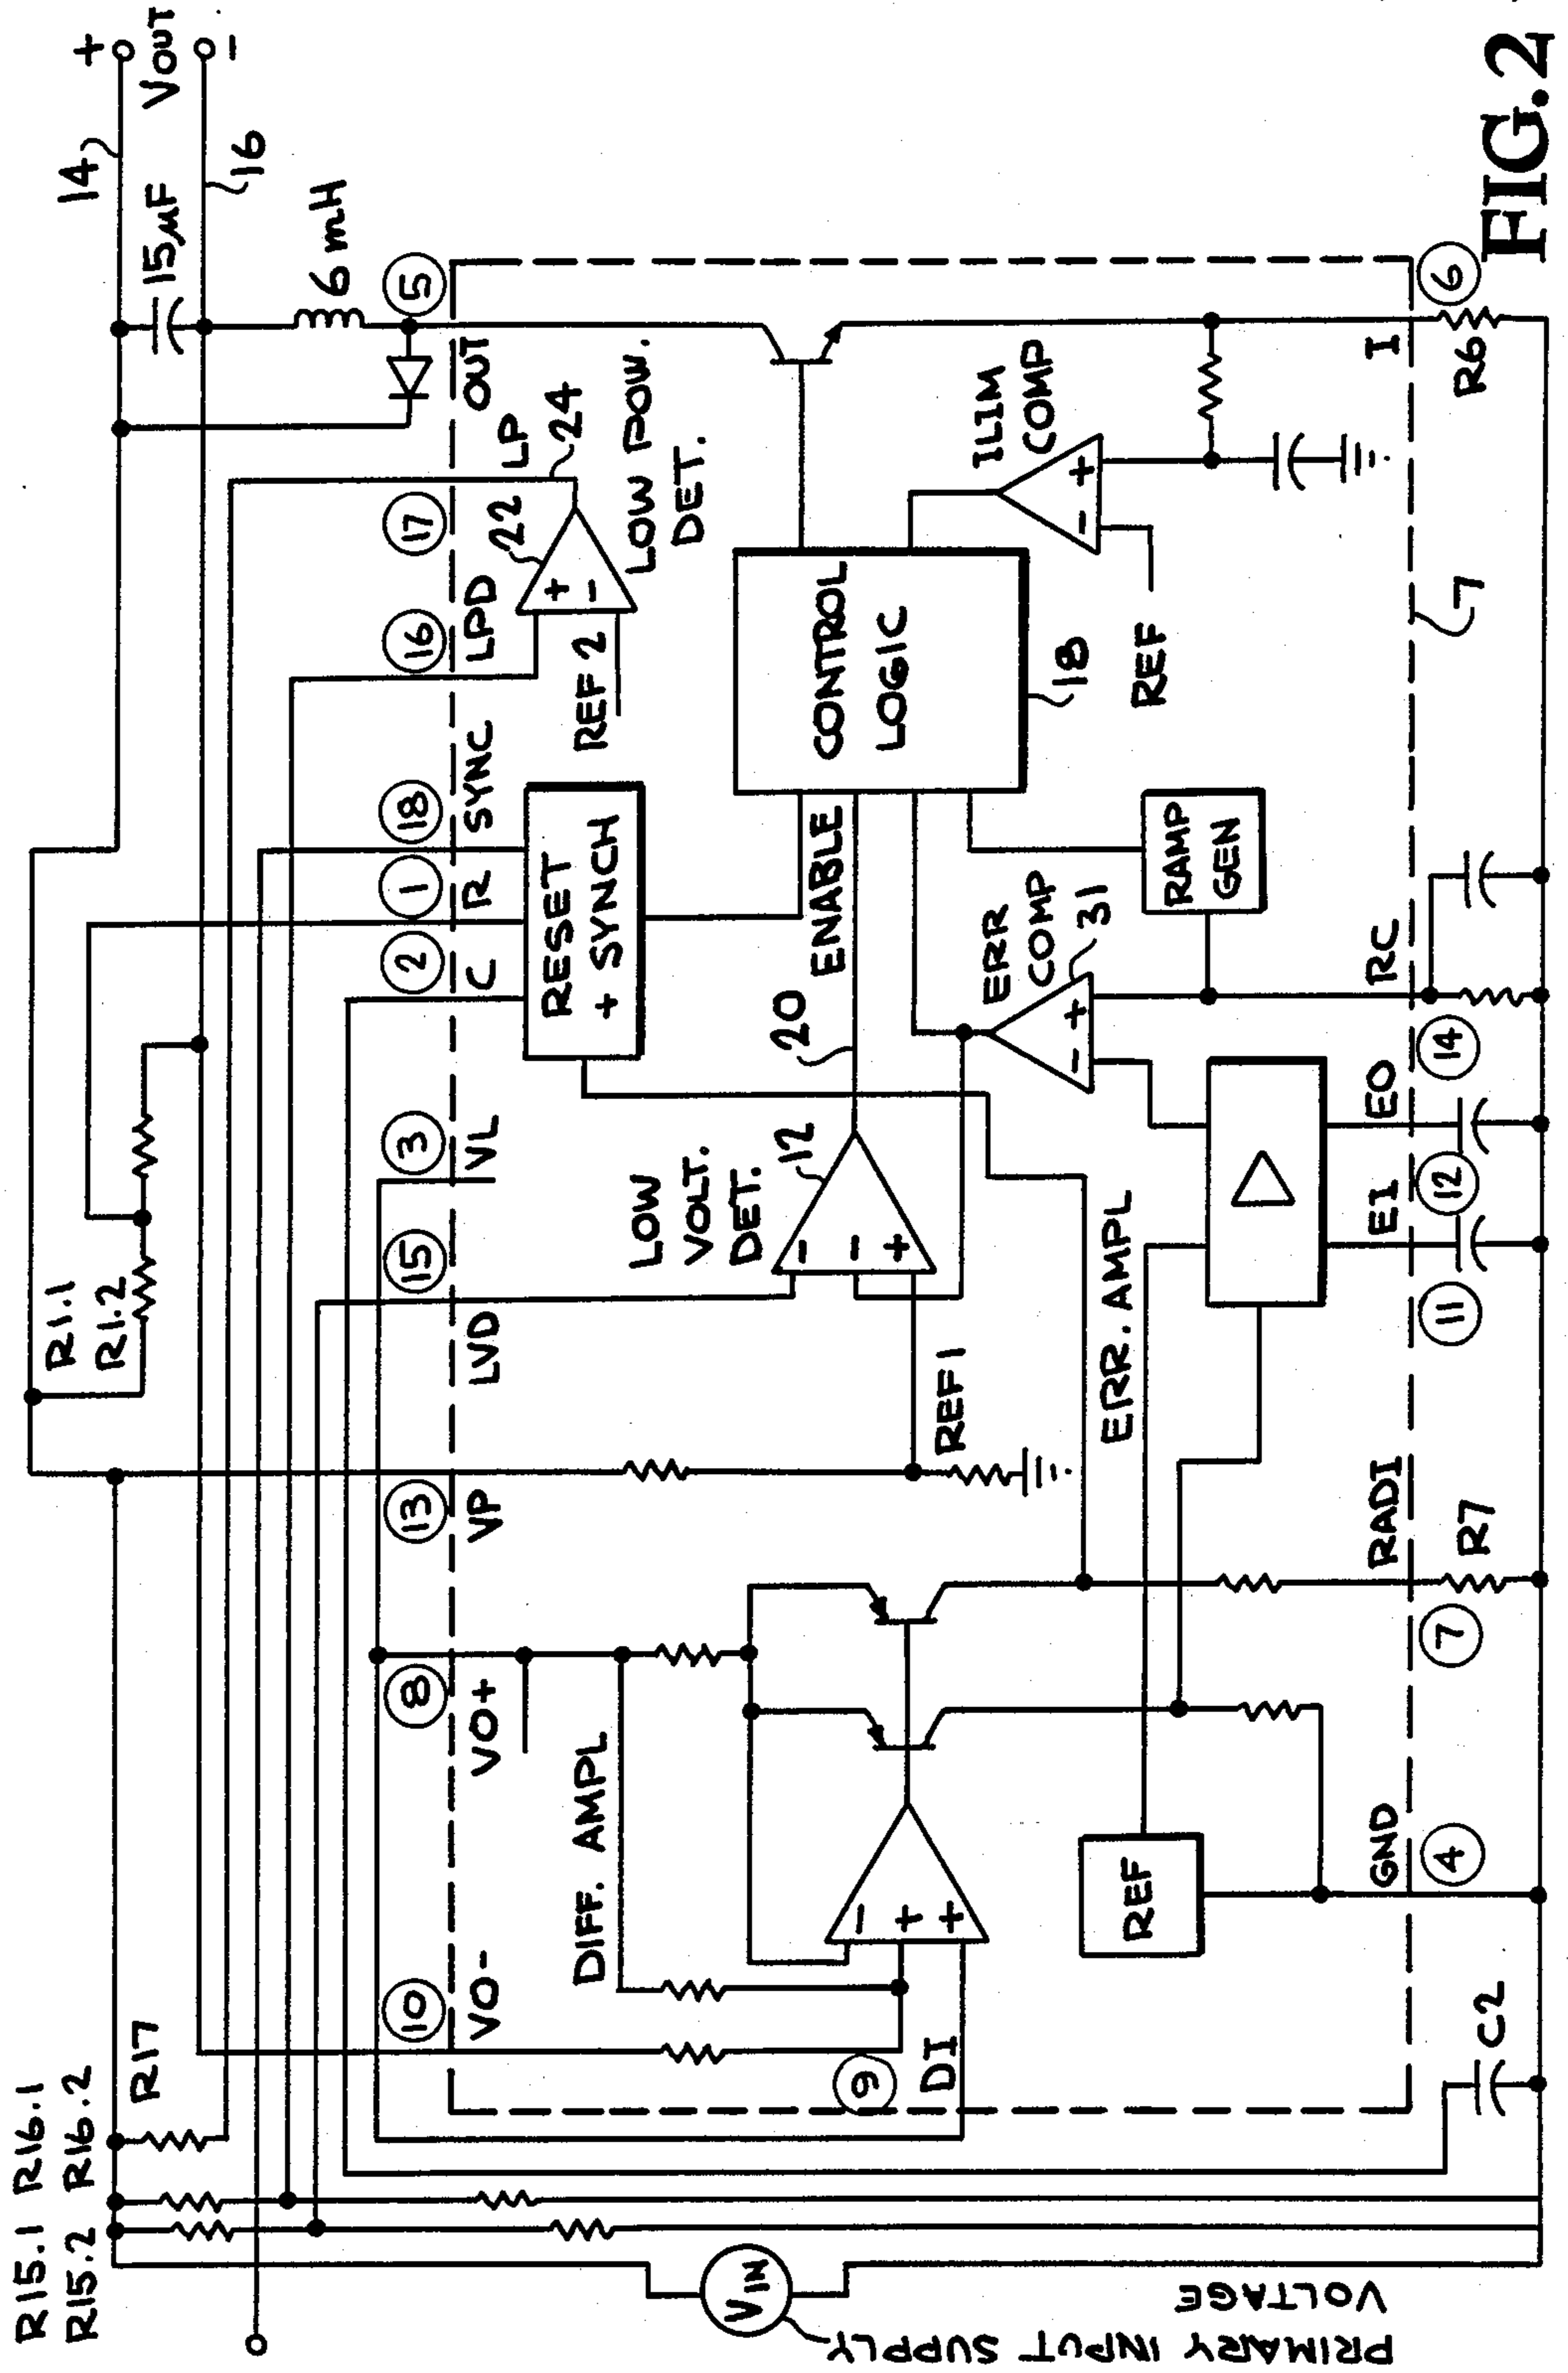 R15.1 R16.1
R15.2 R16.2
R17
R1.1
R1.2
14
+
VOUT
-
16
15µF
6 mH
10
8
13
15
3
2
1
18
16
17
5
VO-
VO+
VP
LVD
VL
C
R
SYNC
LPD
LP
OUT
24
22
+
-
LOW POW.
DET.
REF 2
RESET
+ SYNCH
DIFF. AMPL
LOW
VOLT.
DET.
12
20
ENABLE
CONTROL
LOGIC
18
-
-
+
REF1
9
DI
-
+
+
ERR
COMP
31
-
+
ILIM
COMP
-
+
REF
RAMP
GEN
VIN
PRIMARY INPUT SUPPLY
VOLTAGE
REF
ERR. AMPL
GND
RADI
EI
EO
RC
I
7
4
7
11
12
14
6
C2
R7
R6
FIG.2